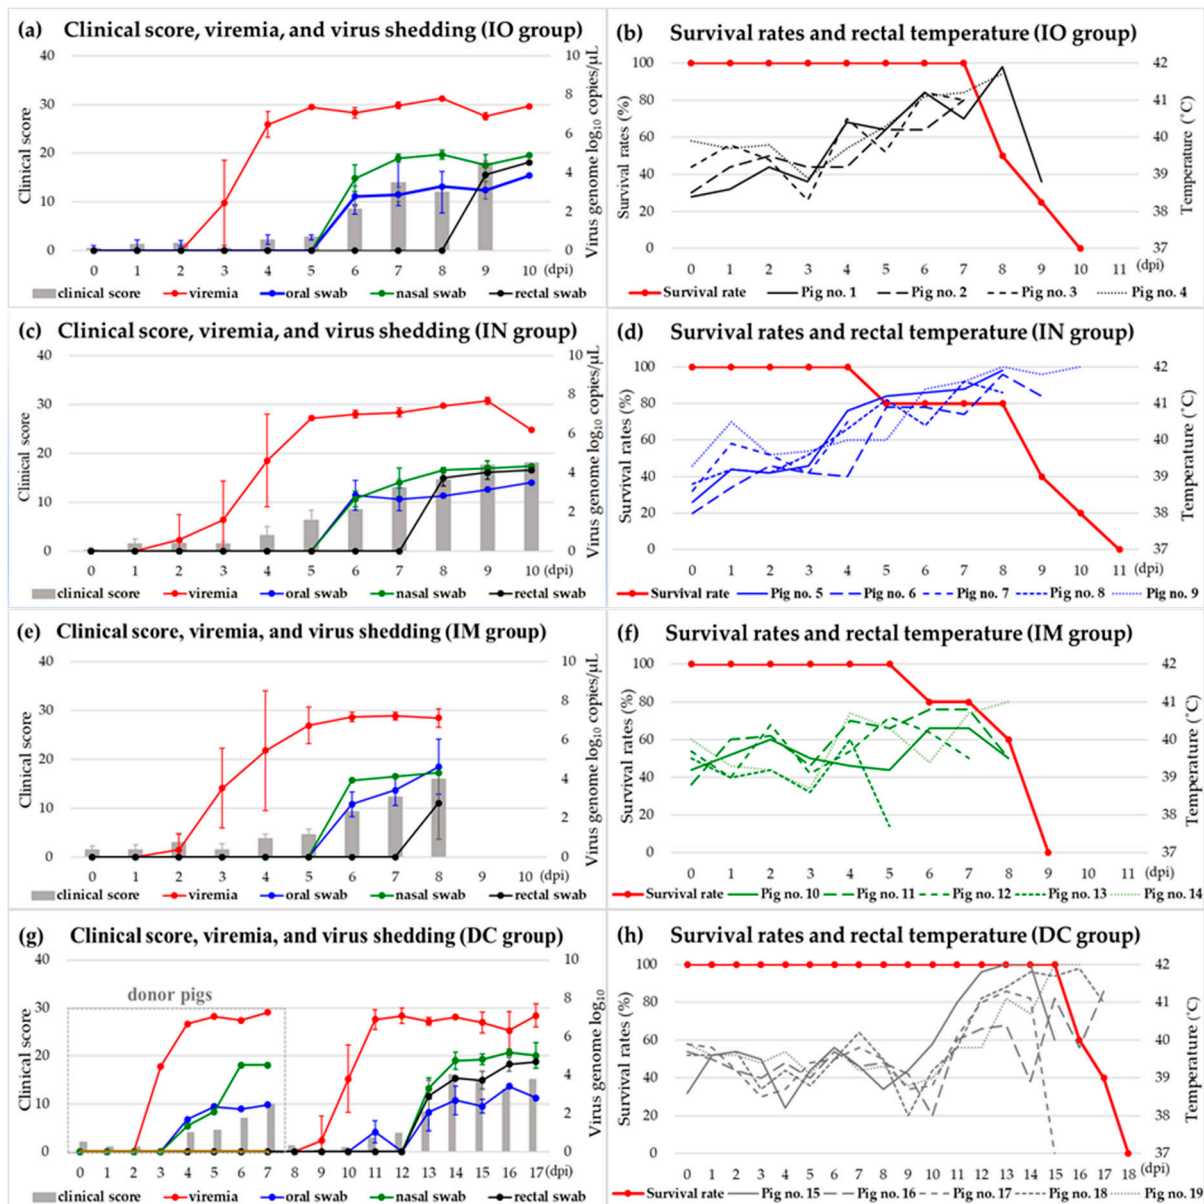 (a) Clinical score, viremia, and virus shedding (IO group)
40 30 20 10 0
Clinical score
10 8 6 4 2 0
Virus genome log10 copies/μL
0 1 2 3 4 5 6 7 8 9 10 (dpi)
clinical score viremia oral swab nasal swab rectal swab
(b) Survival rates and rectal temperature (IO group)
100 80 60 40 20 0
Survival rates (%)
42 41 40 39 38 37
Temperature (˚C)
0 1 2 3 4 5 6 7 8 9 10 11 (dpi)
Survival rate Pig no. 1 Pig no. 2 Pig no. 3 Pig no. 4
(c) Clinical score, viremia, and virus shedding (IN group)
40 30 20 10 0
Clinical score
10 8 6 4 2 0
Virus genome log10 copies/μL
0 1 2 3 4 5 6 7 8 9 10 (dpi)
clinical score viremia oral swab nasal swab rectal swab
(d) Survival rates and rectal temperature (IN group)
100 80 60 40 20 0
Survival rates (%)
42 41 40 39 38 37
Temperature (˚C)
0 1 2 3 4 5 6 7 8 9 10 11 (dpi)
Survival rate Pig no. 5 Pig no. 6 Pig no. 7 Pig no. 8 Pig no. 9
(e) Clinical score, viremia, and virus shedding (IM group)
40 30 20 10 0
Clinical score
10 8 6 4 2 0
Virus genome log10 copies/μL
0 1 2 3 4 5 6 7 8 9 10 (dpi)
clinical score viremia oral swab nasal swab rectal swab
(f) Survival rates and rectal temperature (IM group)
100 80 60 40 20 0
Survival rates (%)
42 41 40 39 38 37
Temperature (˚C)
0 1 2 3 4 5 6 7 8 9 10 11 (dpi)
Survival rate Pig no. 10 Pig no. 11 Pig no. 12 Pig no. 13 Pig no. 14
(g) Clinical score, viremia, and virus shedding (DC group)
donor pigs
40 30 20 10 0
Clinical score
10 8 6 4 2 0
Virus genome log10
0 1 2 3 4 5 6 7 8 9 10 11 12 13 14 15 16 17 (dpi)
clinical score viremia oral swab nasal swab rectal swab
(h) Survival rates and rectal temperature (DC group)
100 80 60 40 20 0
Survival rates (%)
42 41 40 39 38 37
Temperature (˚C)
0 1 2 3 4 5 6 7 8 9 10 11 12 13 14 15 16 17 18 (dpi)
Survival rate Pig no. 15 Pig no. 16 Pig no. 17 Pig no. 18 Pig no. 19